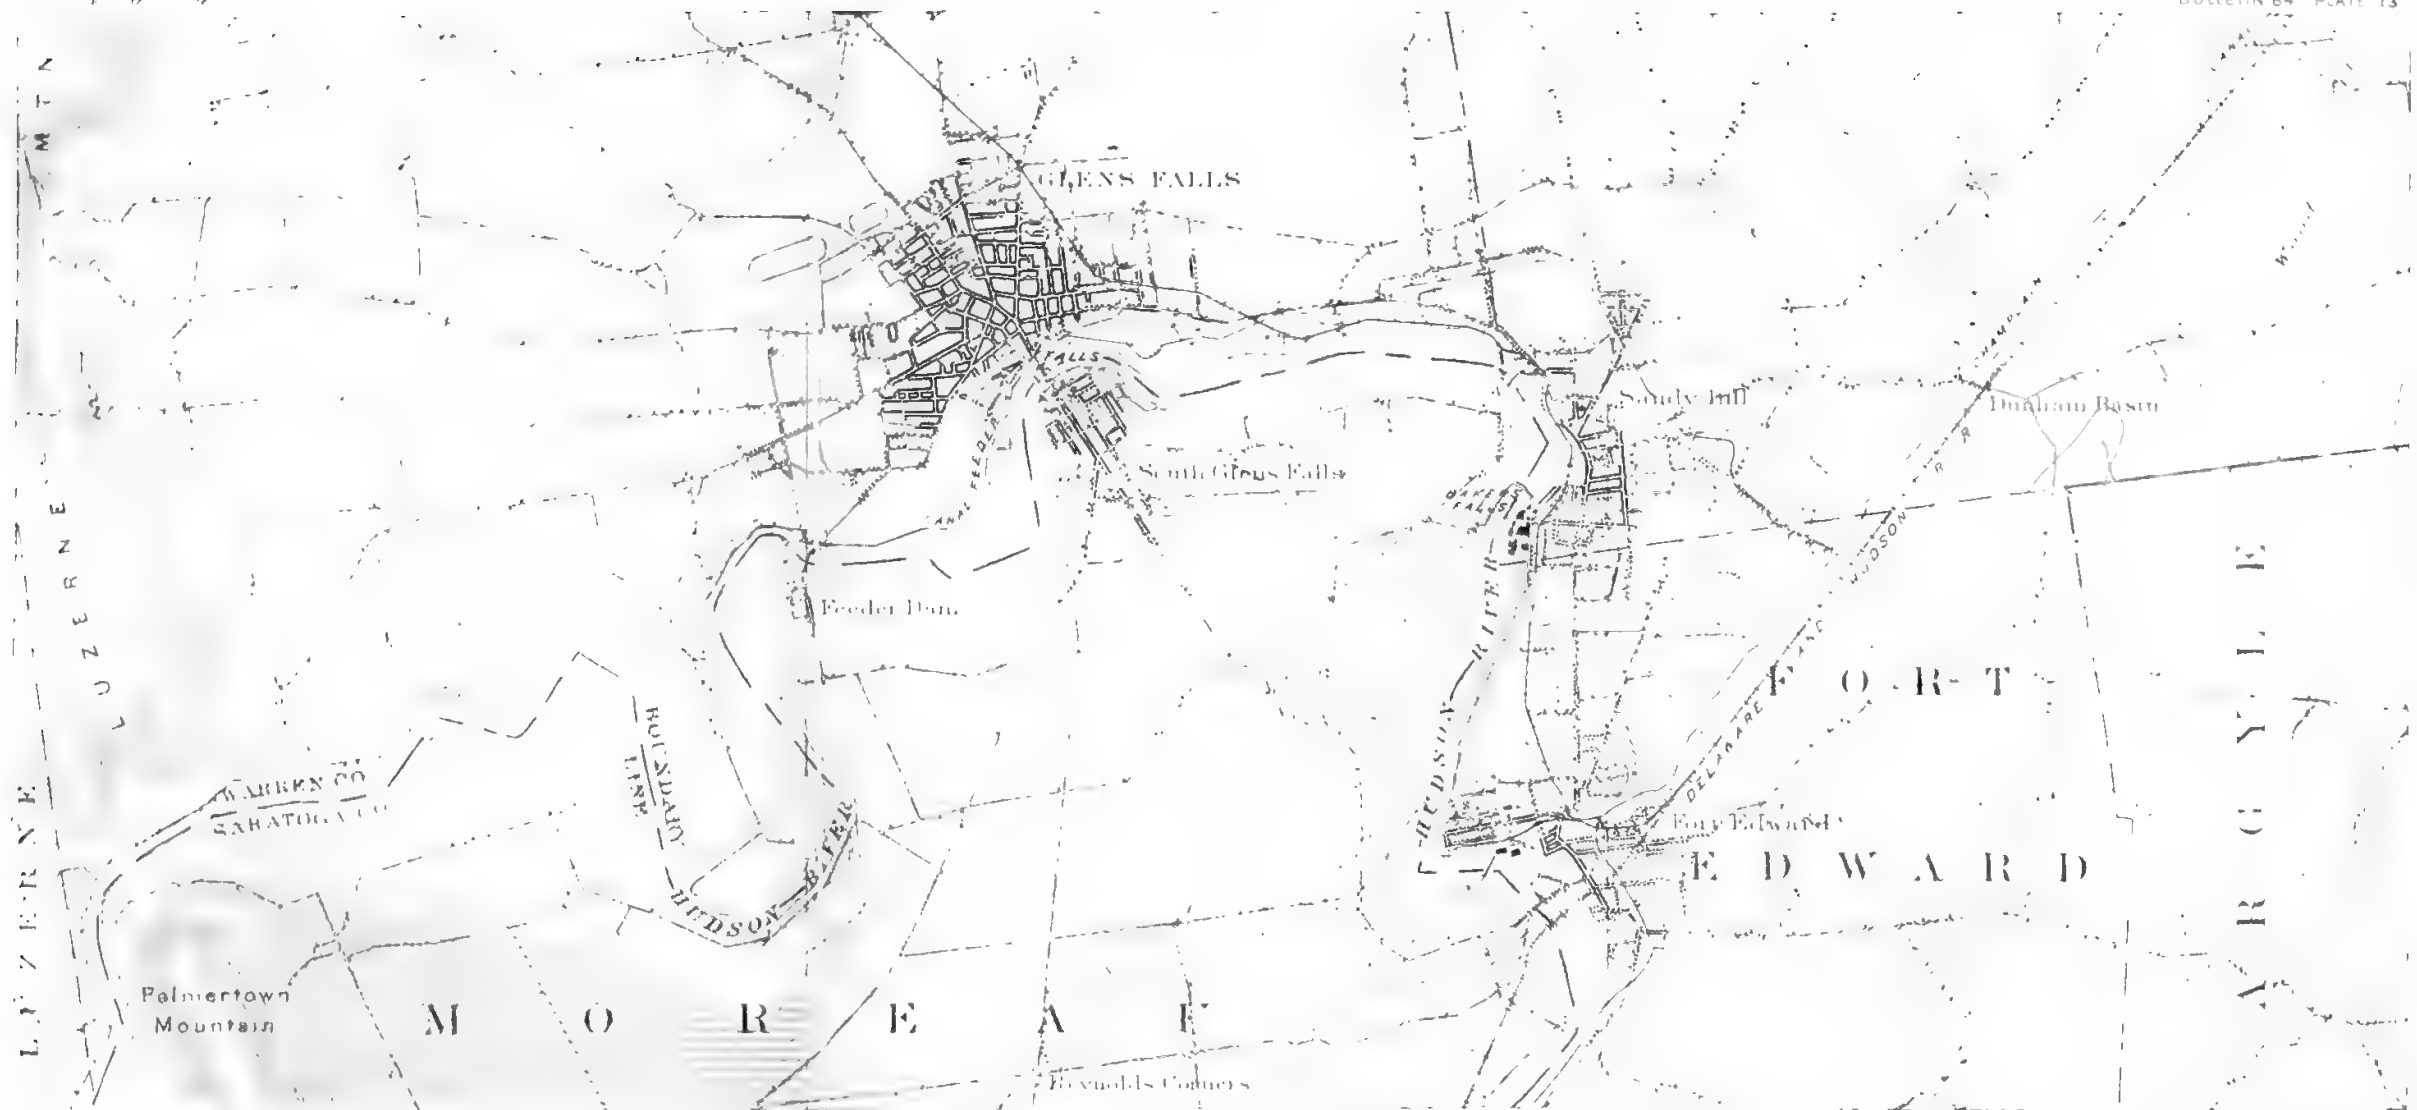 BULLETIN 64 PLATE 13
MTN
GLENS FALLS
FALLS
CHAMPLAIN
Sandy Hill
Dunham Basin
R R
South Glens Falls
CANAL FEEDER
BAKERS
FALLS
HUDSON
LUZERNE
Feeder Dam
RIVER
HUDSON
AND
DELAWARE
FORT
EDWARD
ARGYLE
BOUNDARY
LINE
WARREN CO
SARATOGA CO
LUZERNE
HUDSON RIVER
Fort Edward
Palmertown
Mountain
MOREAU
Reynolds Corners